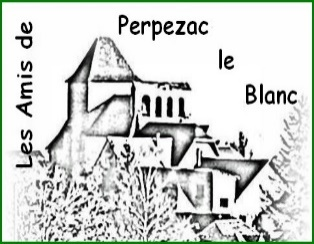 Les Amis de
Perpezac
le
Blanc